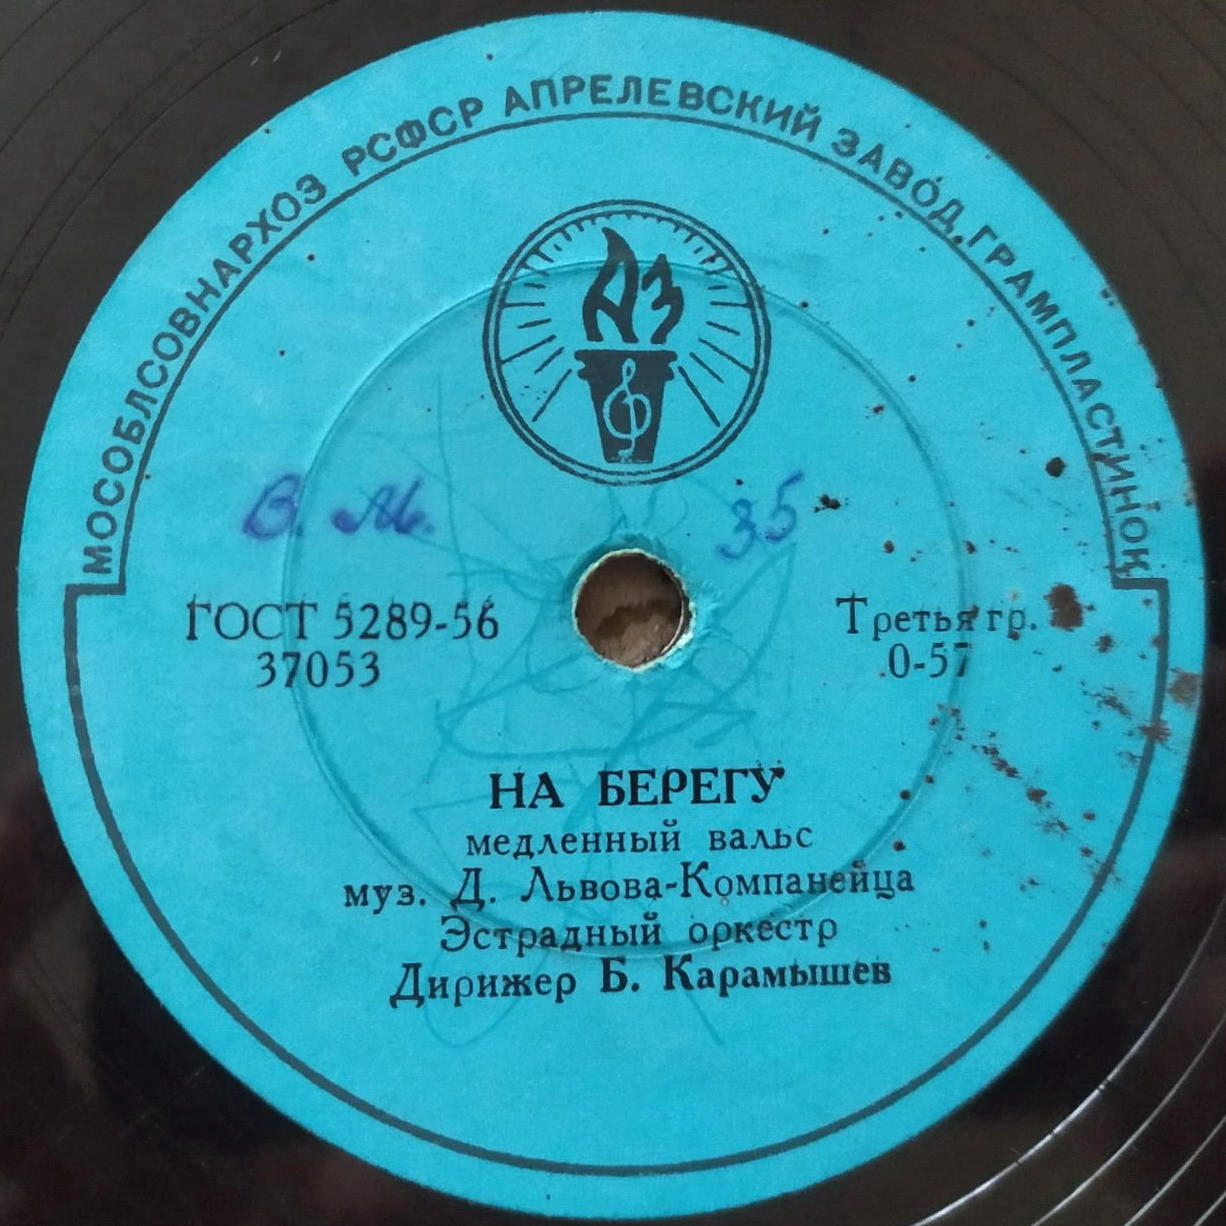 МОСОБЛСОВНАРХОЗ РСФСР АПРЕЛЕВСКИЙ ЗАВОД ГРАМПЛАСТИНОК
АЗ
В. М. 35
ГОСТ 5289-56
37053
Третья гр.
0-57
НА БЕРЕГУ
медленный вальс
муз. Д. Львова-Компанейца
Эстрадный оркестр
Дирижер Б. Карамышев